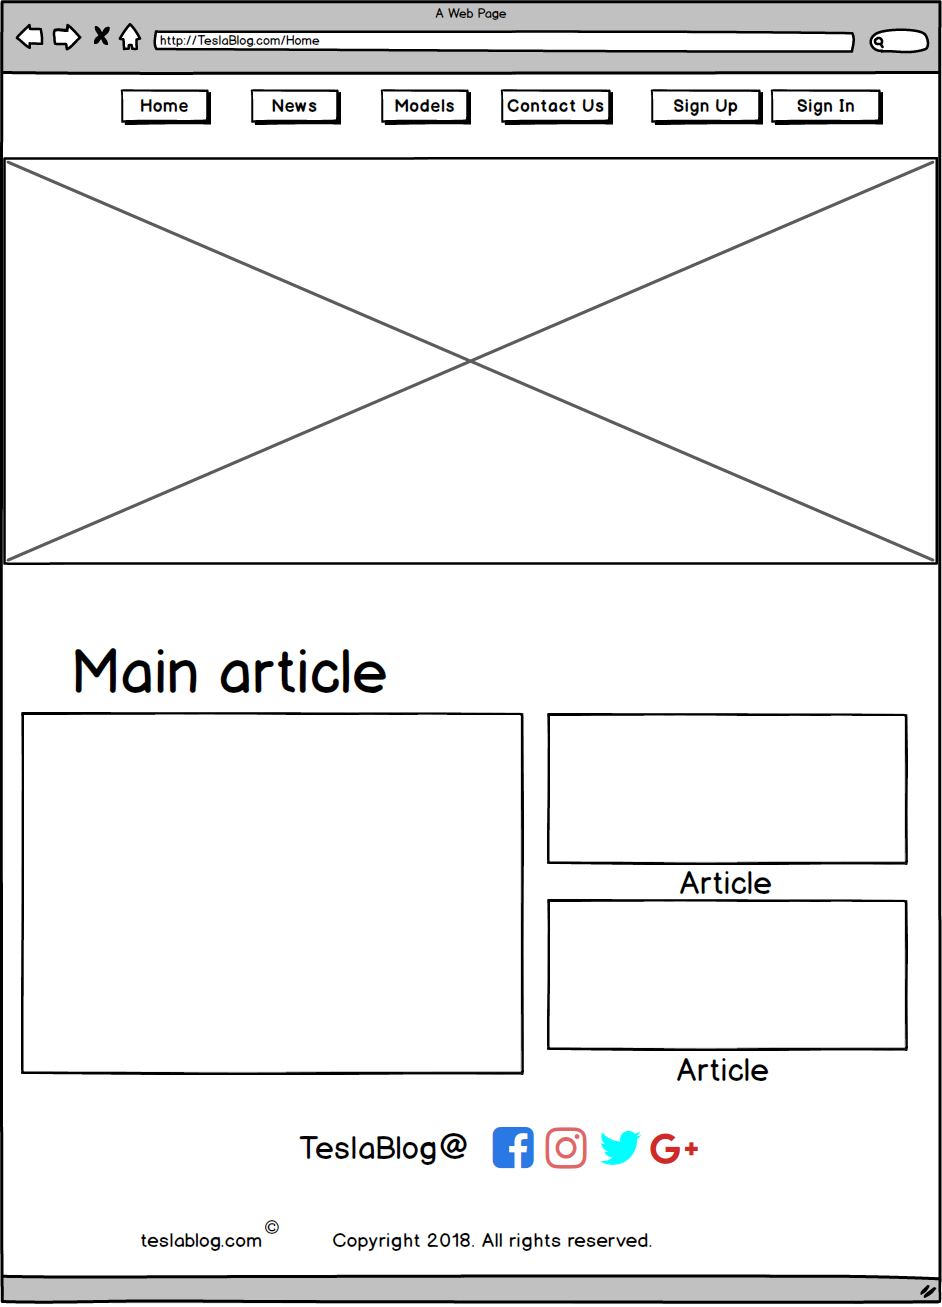 A Web Page
http://TeslaBlog.com/Home
Home News Models Contact Us Sign Up Sign In
Main article
Article
Article
TeslaBlog@ f G+
teslablog.com© Copyright 2018. All rights reserved.